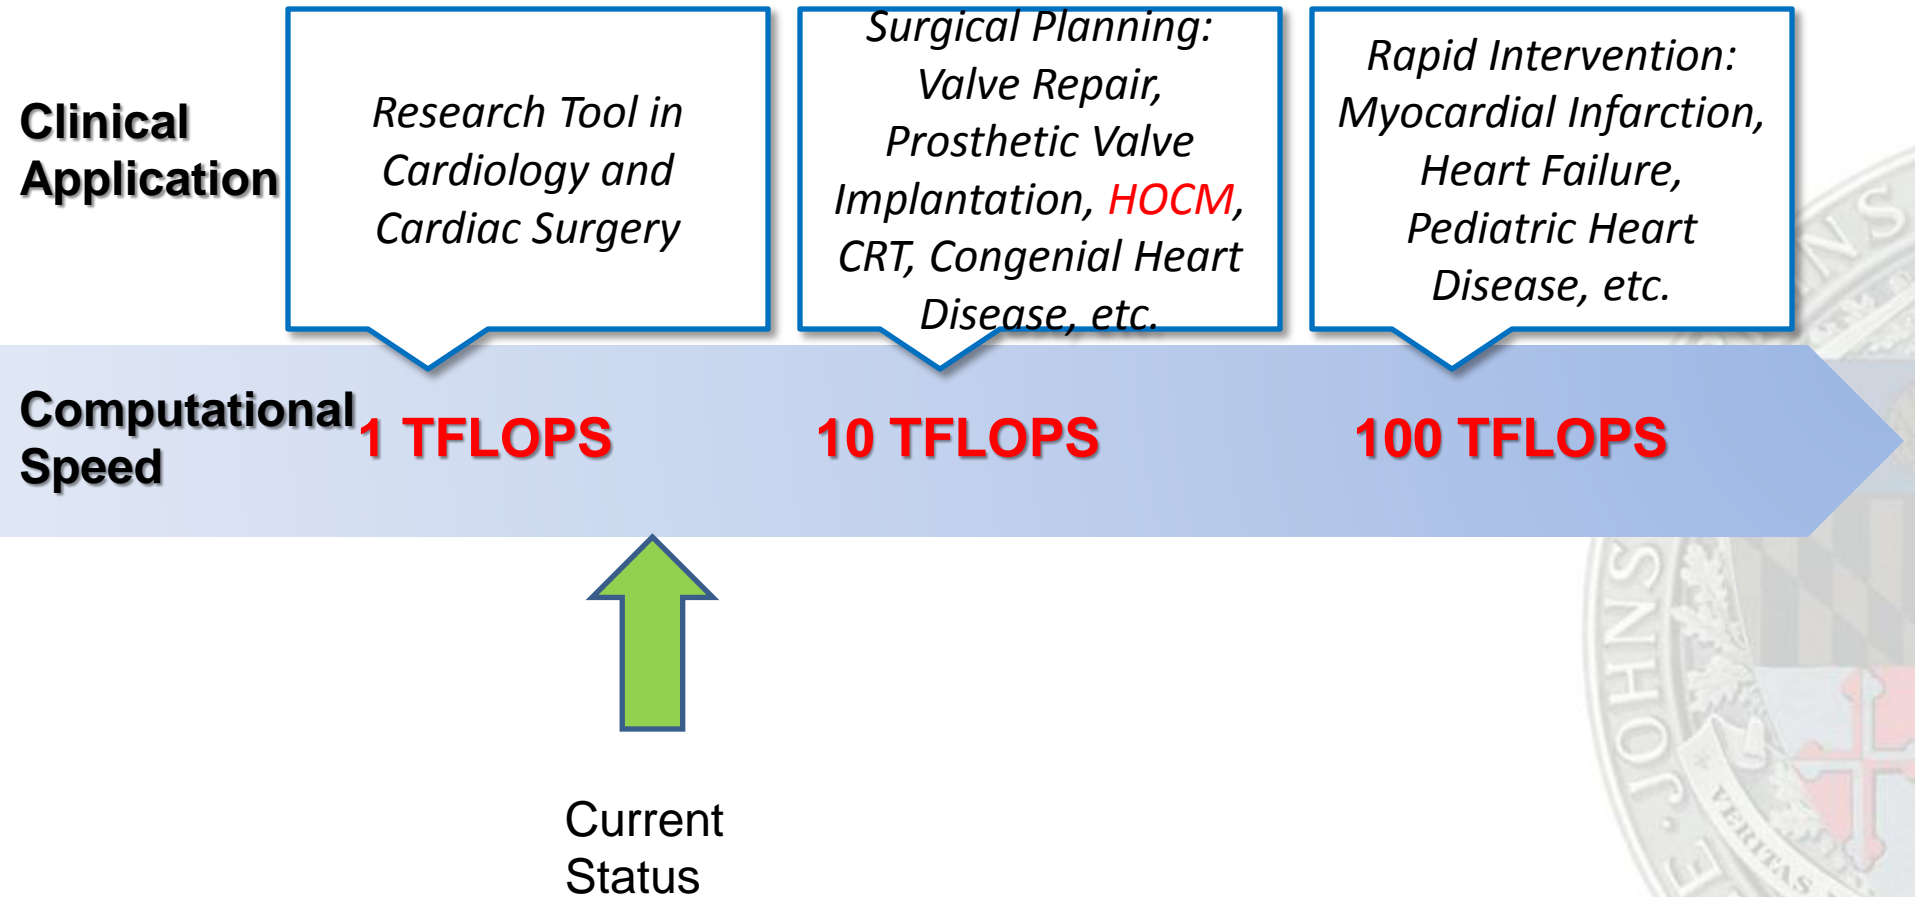 Clinical
Application
Research Tool in
Cardiology and
Cardiac Surgery
Surgical Planning:
Valve Repair,
Prosthetic Valve
Implantation, HOCM,
CRT, Congenial Heart
Disease, etc.
Rapid Intervention:
Myocardial Infarction,
Heart Failure,
Pediatric Heart
Disease, etc.
Computational
Speed
1 TFLOPS
10 TFLOPS
100 TFLOPS
Current
Status
JOHNS
VERITAS